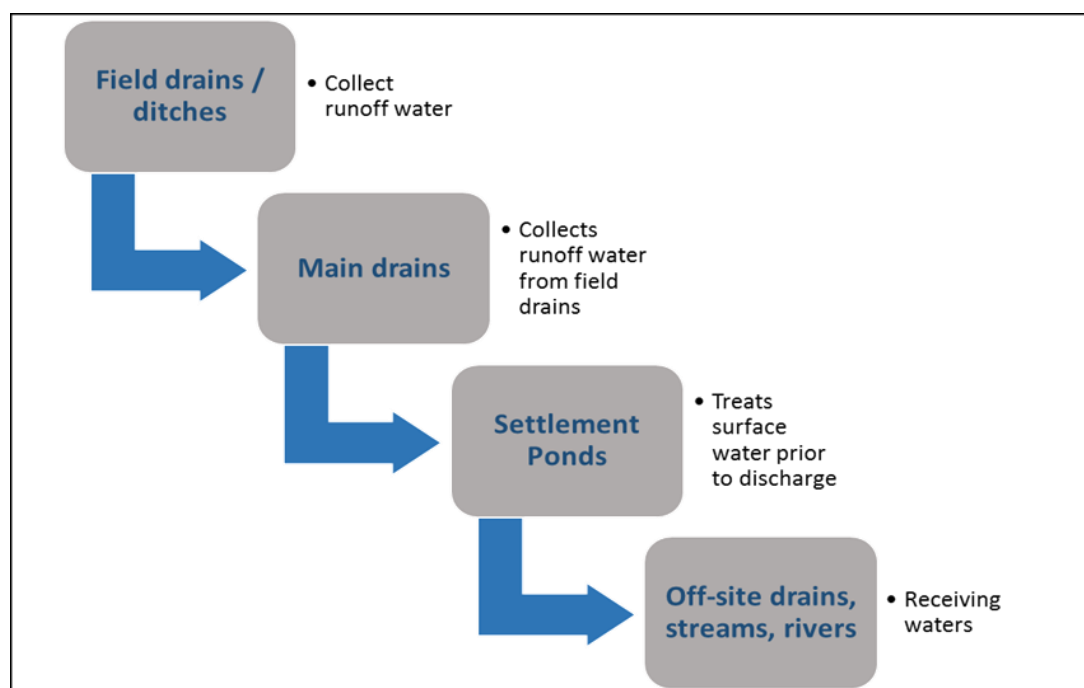 Field drains /
ditches
• Collect
runoff water
Main drains
• Collects
runoff water
from field
drains
Settlement
Ponds
• Treats
surface
water prior
to discharge
Off-site drains,
streams, rivers
• Receiving
waters